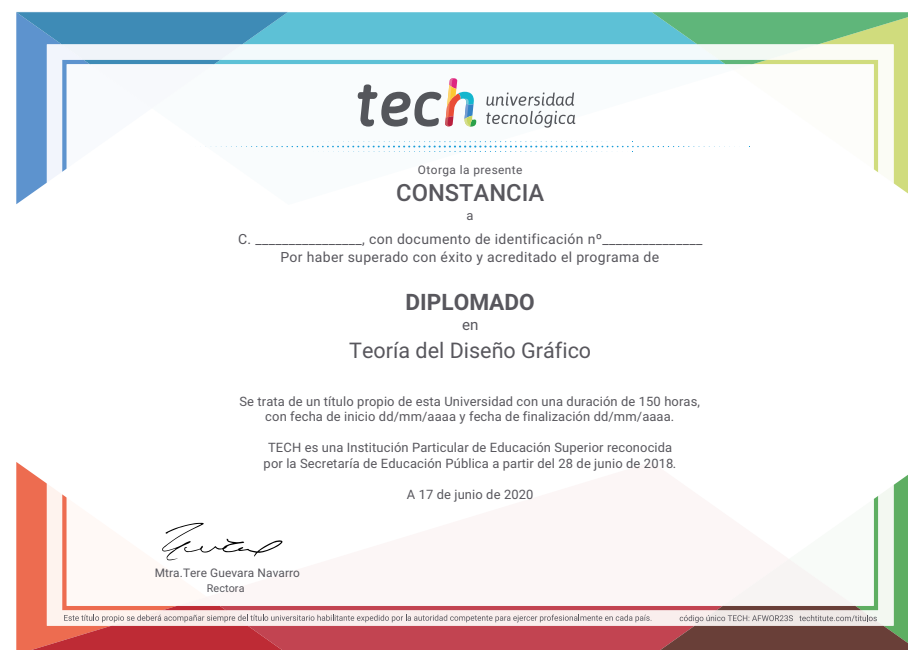 tech universidad
tecnológica
Otorga la presente
CONSTANCIA
a
C. ________________, con documento de identificación nº_______________
Por haber superado con éxito y acreditado el programa de
DIPLOMADO
en
Teoría del Diseño Gráfico
Se trata de un título propio de esta Universidad con una duración de 150 horas,
con fecha de inicio dd/mm/aaaa y fecha de finalización dd/mm/aaaa.
TECH es una Institución Particular de Educación Superior reconocida
por la Secretaría de Educación Pública a partir del 28 de junio de 2018.
A 17 de junio de 2020
Mtra.Tere Guevara Navarro
Rectora
Este título propio se deberá acompañar siempre del título universitario habilitante expedido por la autoridad competente para ejercer profesionalmente en cada país. código único TECH: AFWOR23S techtitute.com/titulos